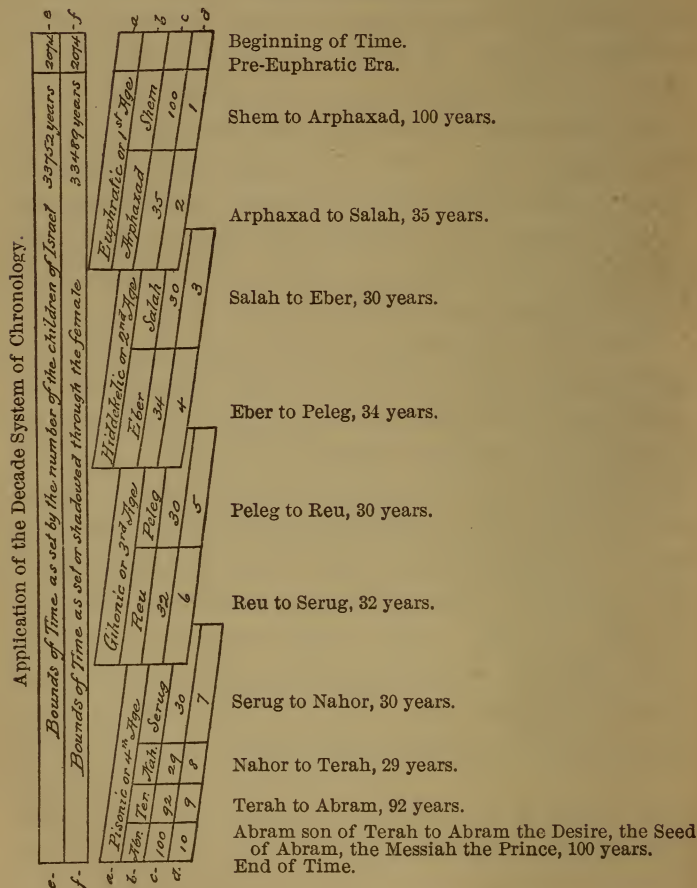 Application of the Decade System of Chronology.
e- Bounds of Time as set by the number of the children of Israel 33752 years 2074 - e
f- Bounds of Time as set or shadowed through the female 33489 years 2074 - f
a- Pisonic or 4th Age Gihonic or 3rd Age Hiddekelic or 2nd Age Euphratic or 1st Age - a
b- Abr. Ter. Nah. Serug Reu Peleg Eber Salah Arphaxad Shem - b
c- 100 92 29 30 32 30 34 30 35 100 - c
d. 10 9 8 7 6 5 4 3 2 1 - d
Beginning of Time.
Pre-Euphratic Era.
Shem to Arphaxad, 100 years.
Arphaxad to Salah, 35 years.
Salah to Eber, 30 years.
Eber to Peleg, 34 years.
Peleg to Reu, 30 years.
Reu to Serug, 32 years.
Serug to Nahor, 30 years.
Nahor to Terah, 29 years.
Terah to Abram, 92 years.
Abram son of Terah to Abram the Desire, the Seed
of Abram, the Messiah the Prince, 100 years.
End of Time.